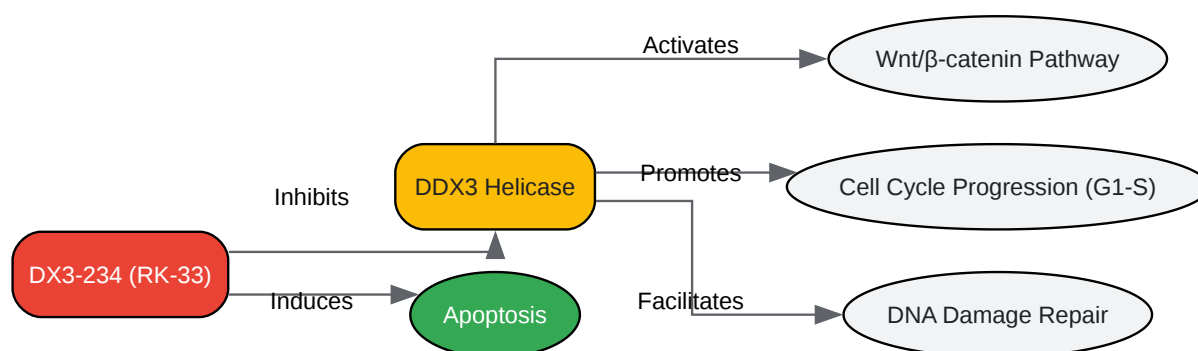 Activates
Wnt/β-catenin Pathway
DDX3 Helicase
Promotes
Cell Cycle Progression (G1-S)
Inhibits
DX3-234 (RK-33)
Induces
Apoptosis
Facilitates
DNA Damage Repair